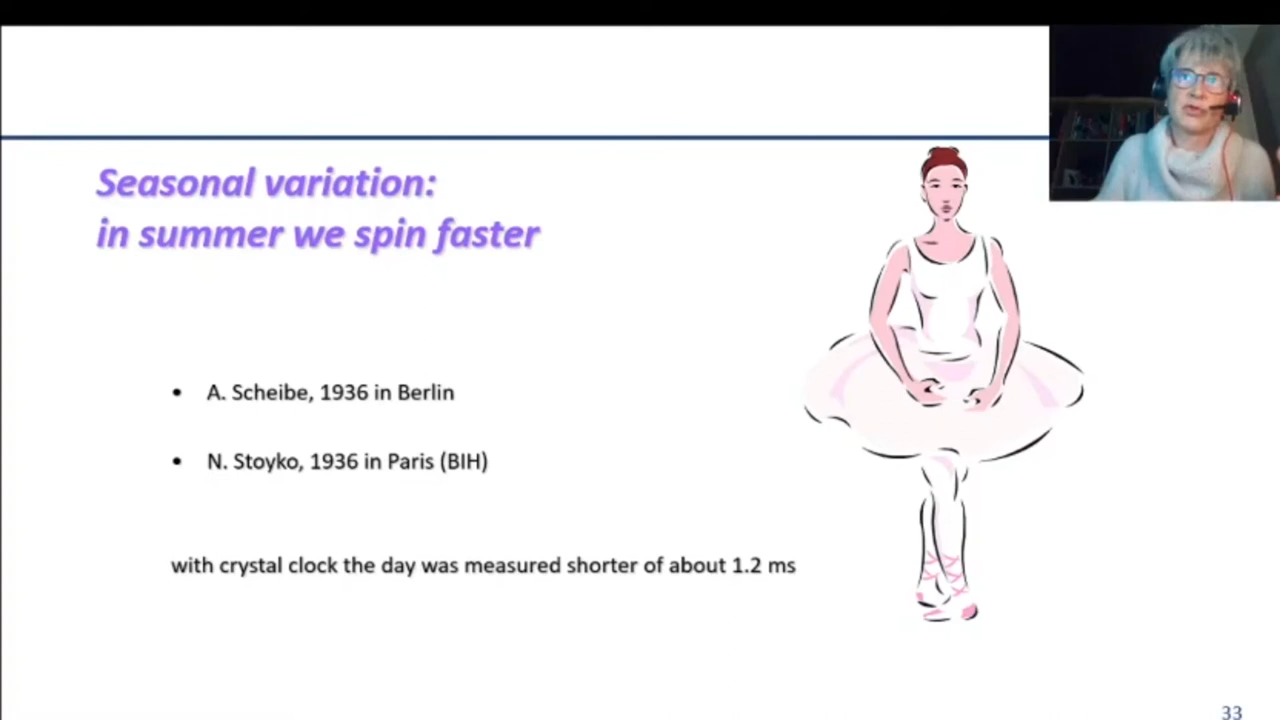 Seasonal variation:
in summer we spin faster
• A. Scheibe, 1936 in Berlin
• N. Stoyko, 1936 in Paris (BIH)
with crystal clock the day was measured shorter of about 1.2 ms
33